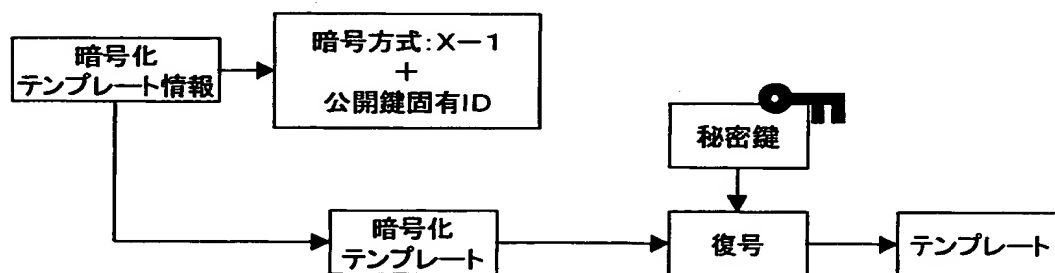 暗号化
テンプレート情報
暗号方式:X－1
+
公開鍵固有ID
秘密鍵
暗号化
テンプレート
復号
テンプレート